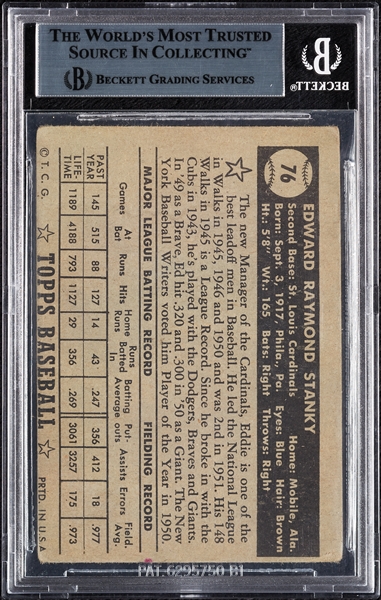 THE WORLD'S MOST TRUSTED
SOURCE IN COLLECTING™
BECKETT GRADING SERVICES
BECKETT
76
EDWARD RAYMOND STANKY
Second Base: St. Louis Cardinals Home: Mobile, Ala.
Born: Sept. 3, 1917, Phila., Pa. Eyes: Blue Hair: Brown
Ht.: 5'8" Wt.: 165 Bats: Right Throws: Right
The new Manager of the Cardinals, Eddie is one of the
best leadoff men in Baseball. He led the National League
in Walks in 1945, 1946 and 1950 and was 2nd in 1951. His 148
Walks in 1945 is a League Record. Since he broke in with the
Cubs in 1943, he's played with the Dodgers, Braves and Giants.
In '49 as a Brave, Ed hit .320 and .300 in '50 as a Giant. The New
York Baseball Writers voted him Player of the Year in 1950.
MAJOR LEAGUE BATTING RECORD FIELDING RECORD
Games At Bat Runs Hits Home Runs Runs Batted In Batting Average Put-outs Assists Errors Field. Avg.
PAST YEAR 145 515 88 127 14 43 .247 356 412 18 .977
LIFE-TIME 1189 4188 793 1127 29 356 .269 3061 3257 175 .973
© T. C. G. TOPPS BASEBALL PRTD. IN U.S.A
PAT. 6295750 B1